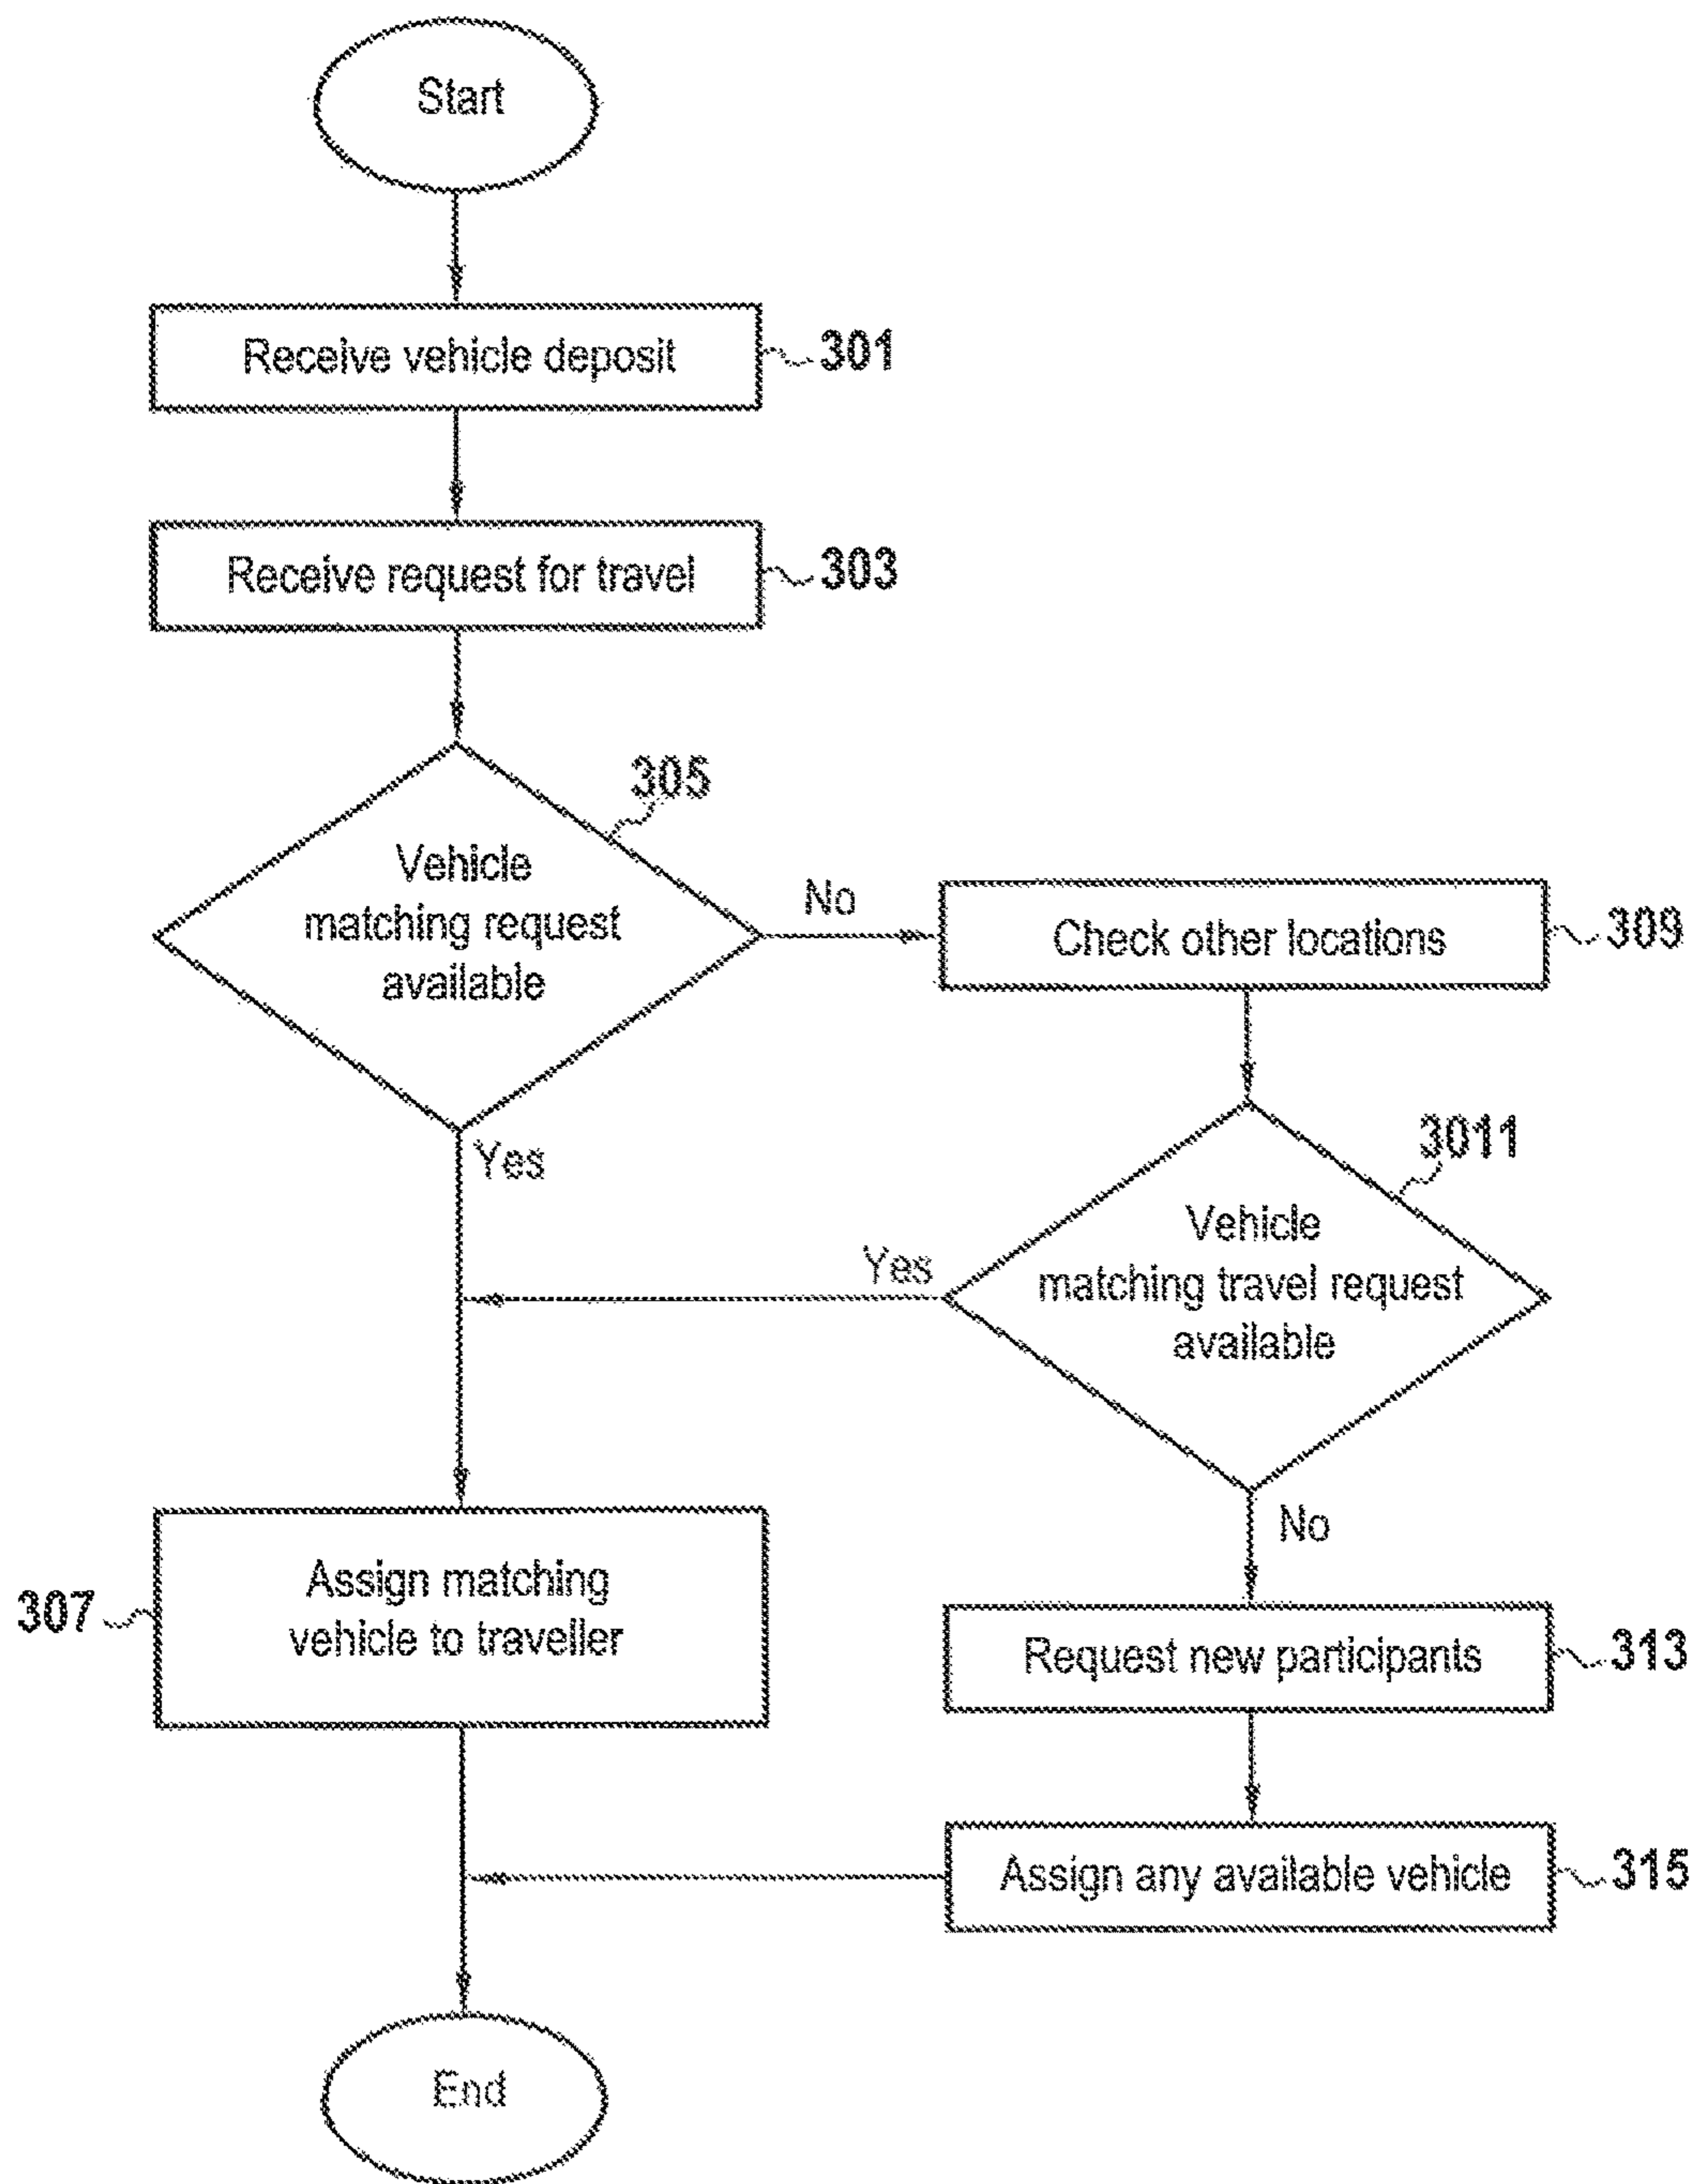 Start
Receive vehicle deposit
301
Receive request for travel
303
305
Vehicle
matching request
available
No
Check other locations
309
Yes
3011
Vehicle
matching travel request
available
Yes
No
307
Assign matching
vehicle to traveller
Request new participants
313
Assign any available vehicle
315
End